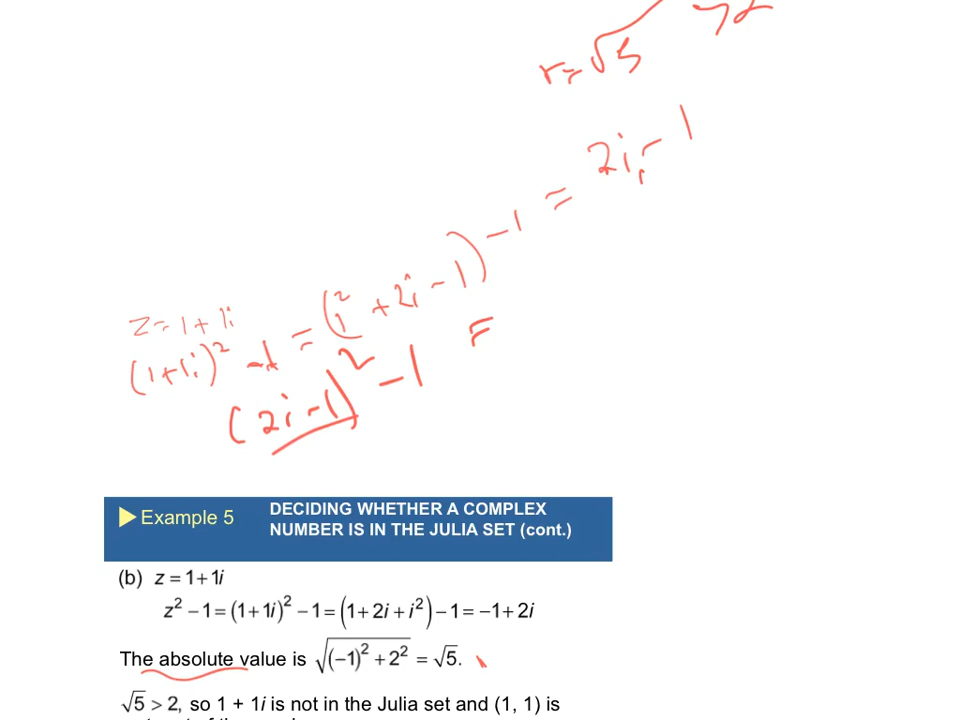 r = √5 > 2
z = 1 + 1i
(1+1i)² - 1 = (1² + 2i - 1) - 1 = 2i - 1
(2i - 1)² - 1 =
Example 5 DECIDING WHETHER A COMPLEX
NUMBER IS IN THE JULIA SET (cont.)
(b) z = 1 + 1i
z² − 1 = (1 + 1i)² − 1 = (1 + 2i + i²) − 1 = −1 + 2i
The absolute value is √((−1)² + 2²) = √5.
√5 > 2, so 1 + 1i is not in the Julia set and (1, 1) is